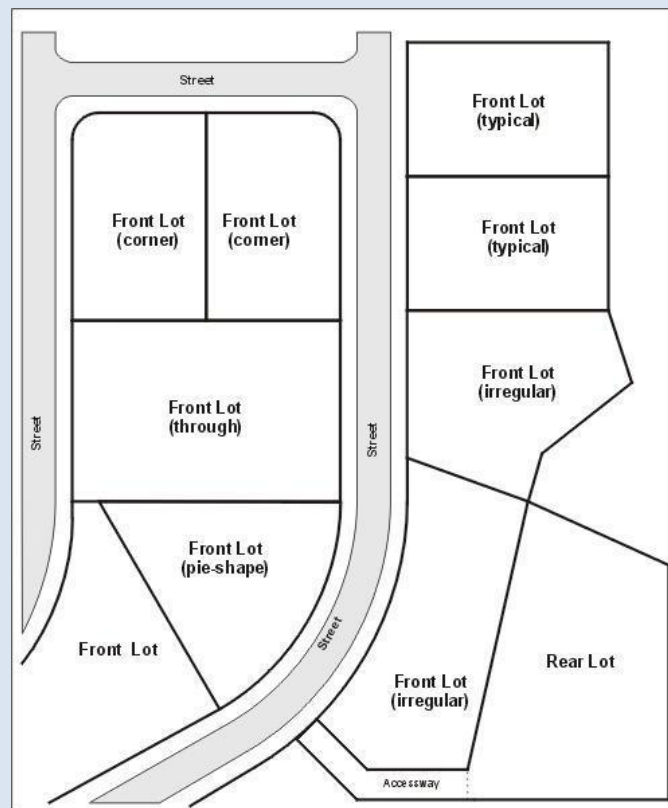 Street
Front Lot
(typical)
Front Lot
(corner)
Front Lot
(corner)
Front Lot
(typical)
Front Lot
(irregular)
Front Lot
(through)
Street
Street
Front Lot
(pie-shape)
Front Lot
Street
Rear Lot
Front Lot
(irregular)
Accessway